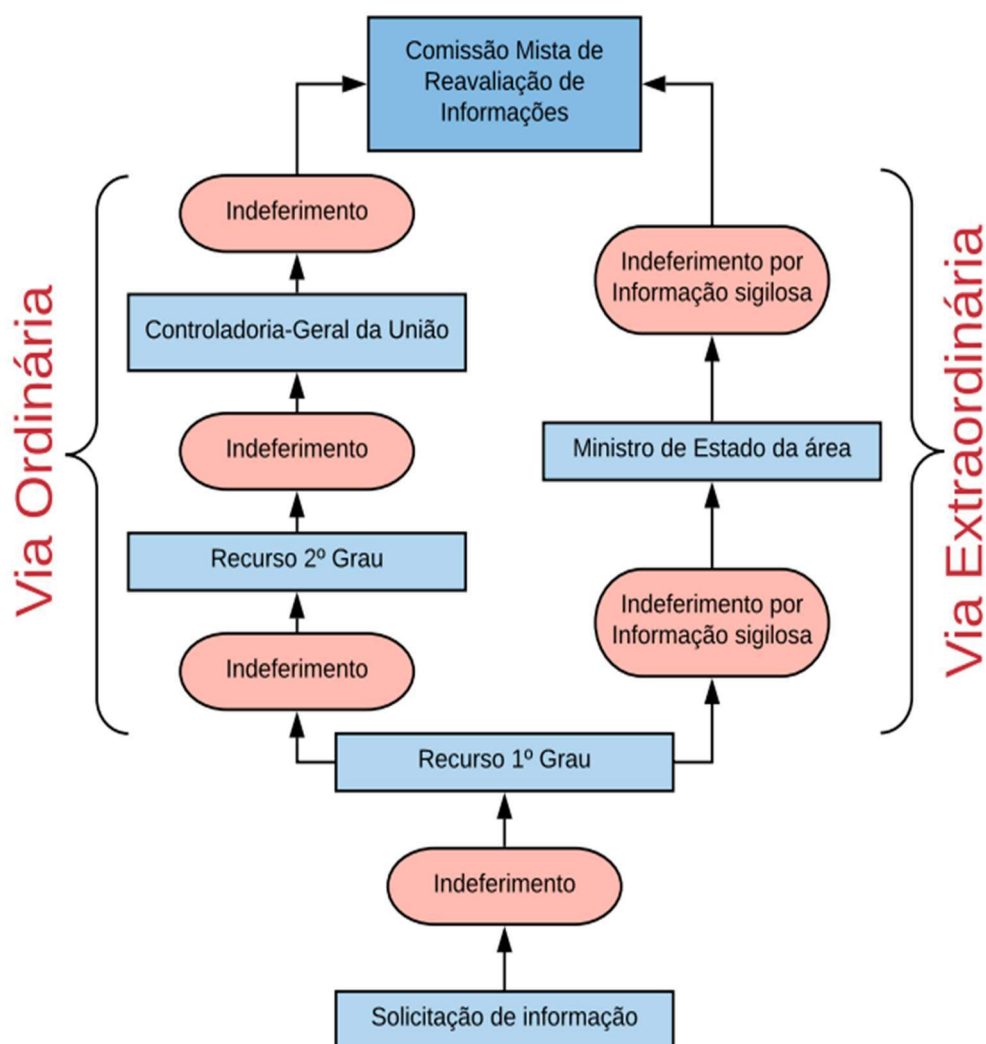 Comissão Mista de
Reavaliação de
Informações
Indeferimento
Indeferimento por
Informação sigilosa
Controladoria-Geral da União
Indeferimento
Ministro de Estado da área
Recurso 2º Grau
Indeferimento por
Informação sigilosa
Indeferimento
Recurso 1º Grau
Indeferimento
Solicitação de informação
Via Ordinária
Via Extraordinária